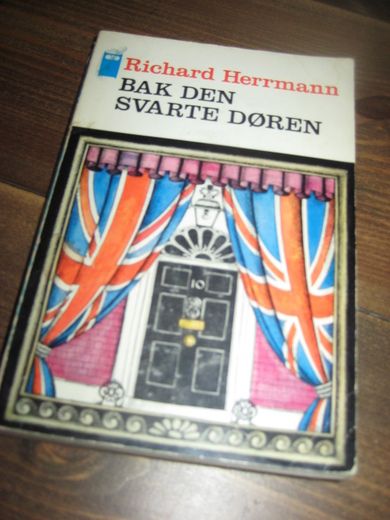 Richard Herrmann
BAK DEN
SVARTE DØREN
10